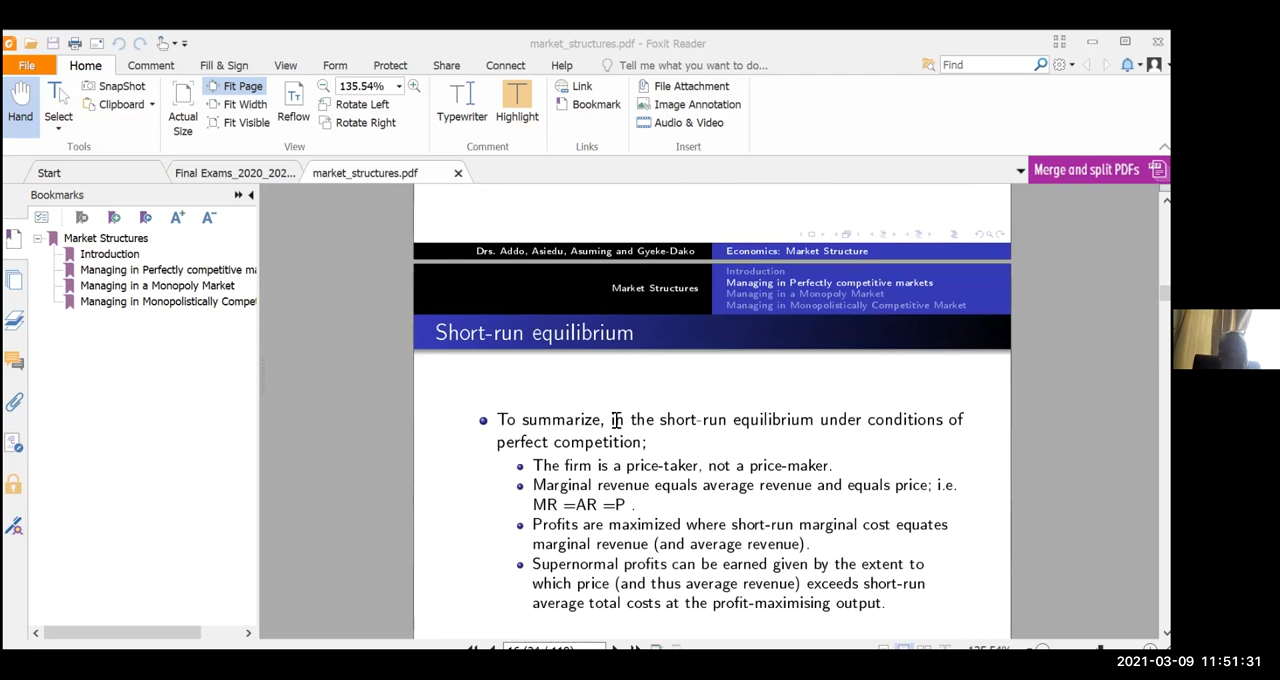 market_structures.pdf - Foxit Reader
File Home Comment Fill & Sign View Form Protect Share Connect Help Tell me what you want to do... Find
Hand
Select
SnapShot
Clipboard
Actual Size
Fit Page
Fit Width
Fit Visible
Reflow
135.54%
Rotate Left
Rotate Right
Typewriter
Highlight
Link
Bookmark
File Attachment
Image Annotation
Audio & Video
Tools View Comment Links Insert
Start Final Exams_2020_202... market_structures.pdf Merge and split PDFs
Bookmarks
Market Structures
Introduction
Managing in Perfectly competitive ma
Managing in a Monopoly Market
Managing in Monopolistically Compe
Drs. Addo, Asiedu, Asuming and Gyeke-Dako Economics: Market Structure
Market Structures
Introduction
Managing in Perfectly competitive markets
Managing in a Monopoly Market
Managing in Monopolistically Competitive Market
Short-run equilibrium
To summarize, in the short-run equilibrium under conditions of
perfect competition;
The firm is a price-taker, not a price-maker.
Marginal revenue equals average revenue and equals price; i.e.
MR =AR =P .
Profits are maximized where short-run marginal cost equates
marginal revenue (and average revenue).
Supernormal profits can be earned given by the extent to
which price (and thus average revenue) exceeds short-run
average total costs at the profit-maximising output.
2021-03-09 11:51:31